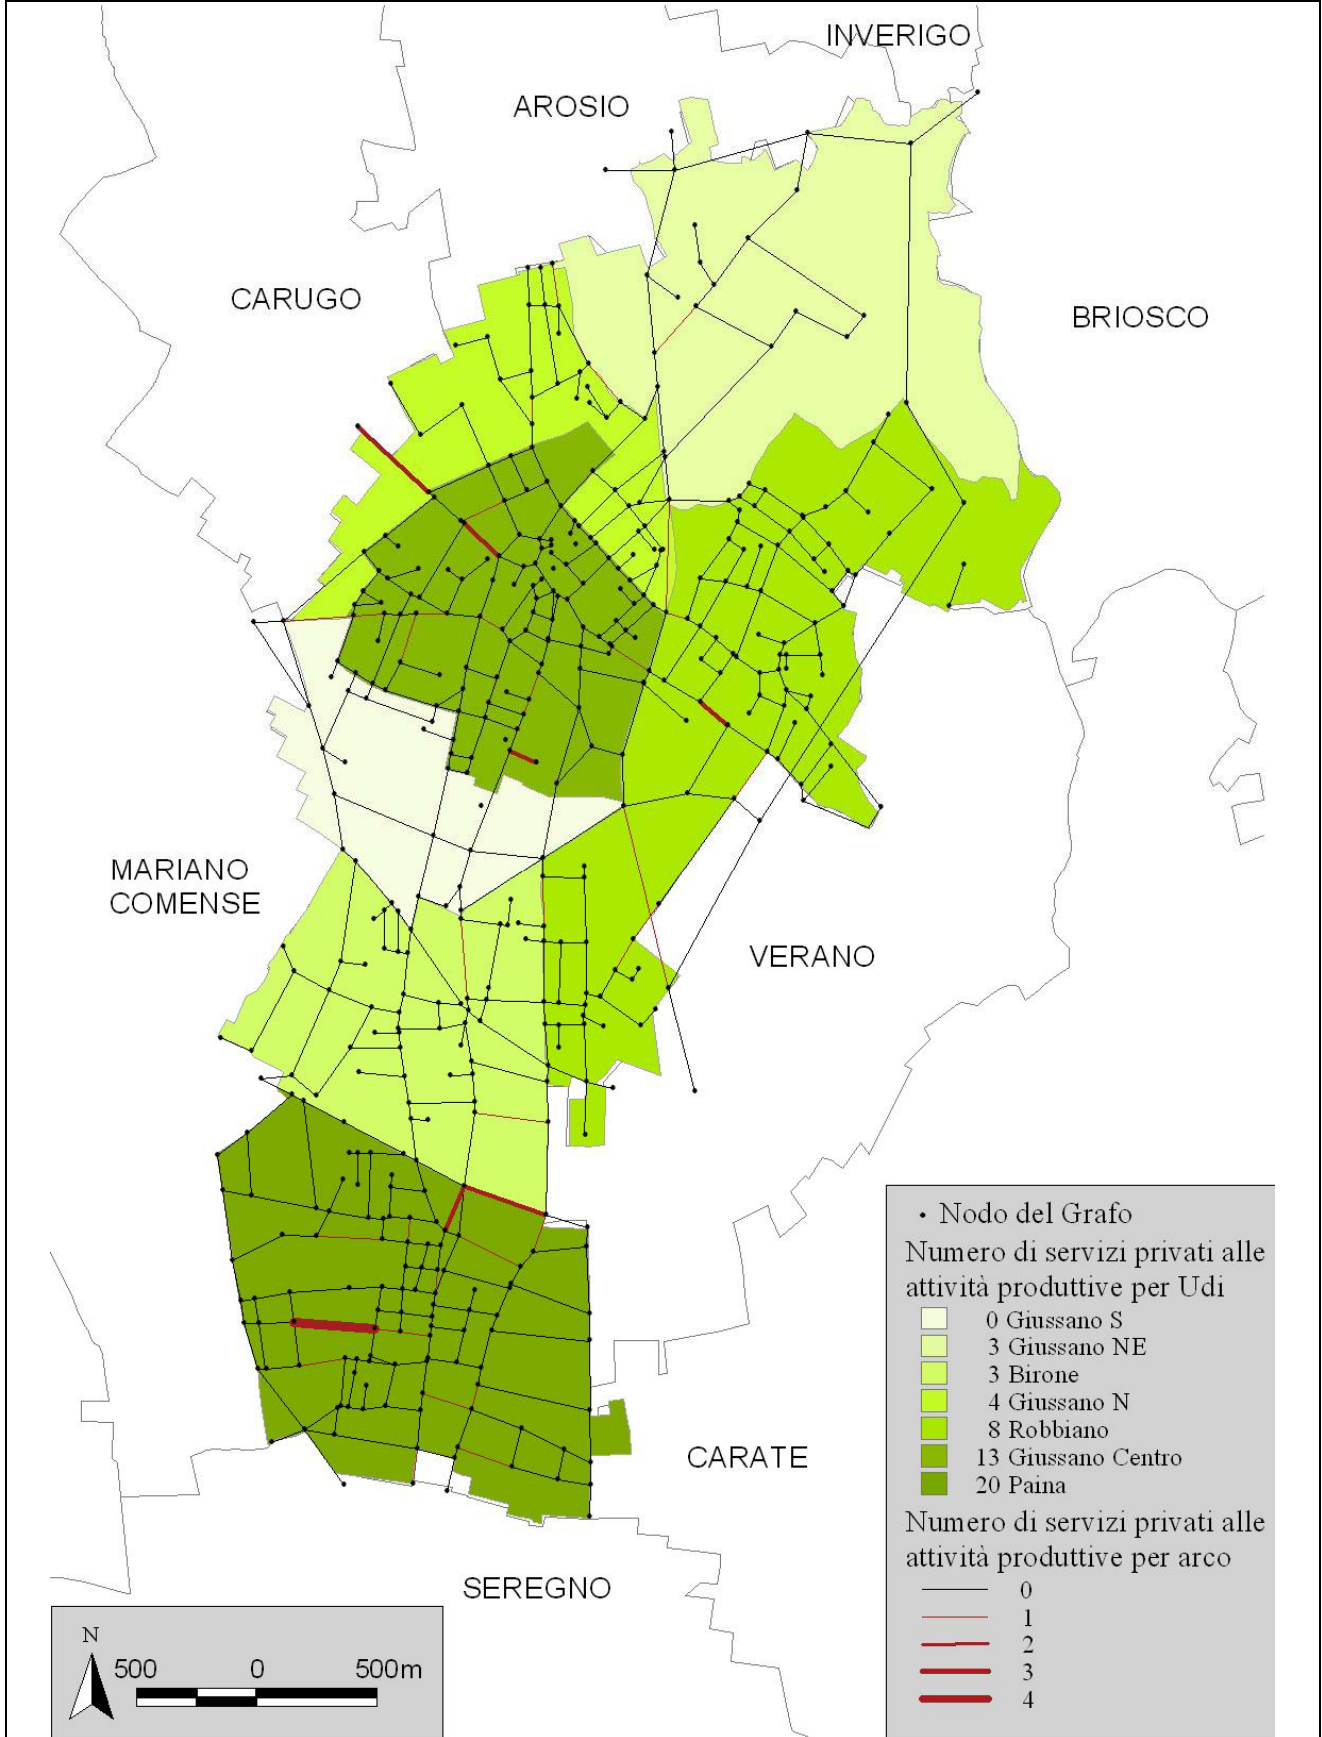 INVERIGO
AROSIO
CARUGO
BRIOSCO
MARIANO
COMENSE
VERANO
CARATE
SEREGNO
• Nodo del Grafo
Numero di servizi privati alle
attività produttive per Udi
0 Giussano S
3 Giussano NE
3 Birone
4 Giussano N
8 Robbiano
13 Giussano Centro
20 Paina
Numero di servizi privati alle
attività produttive per arco
0
1
2
3
4
N
500 0 500m